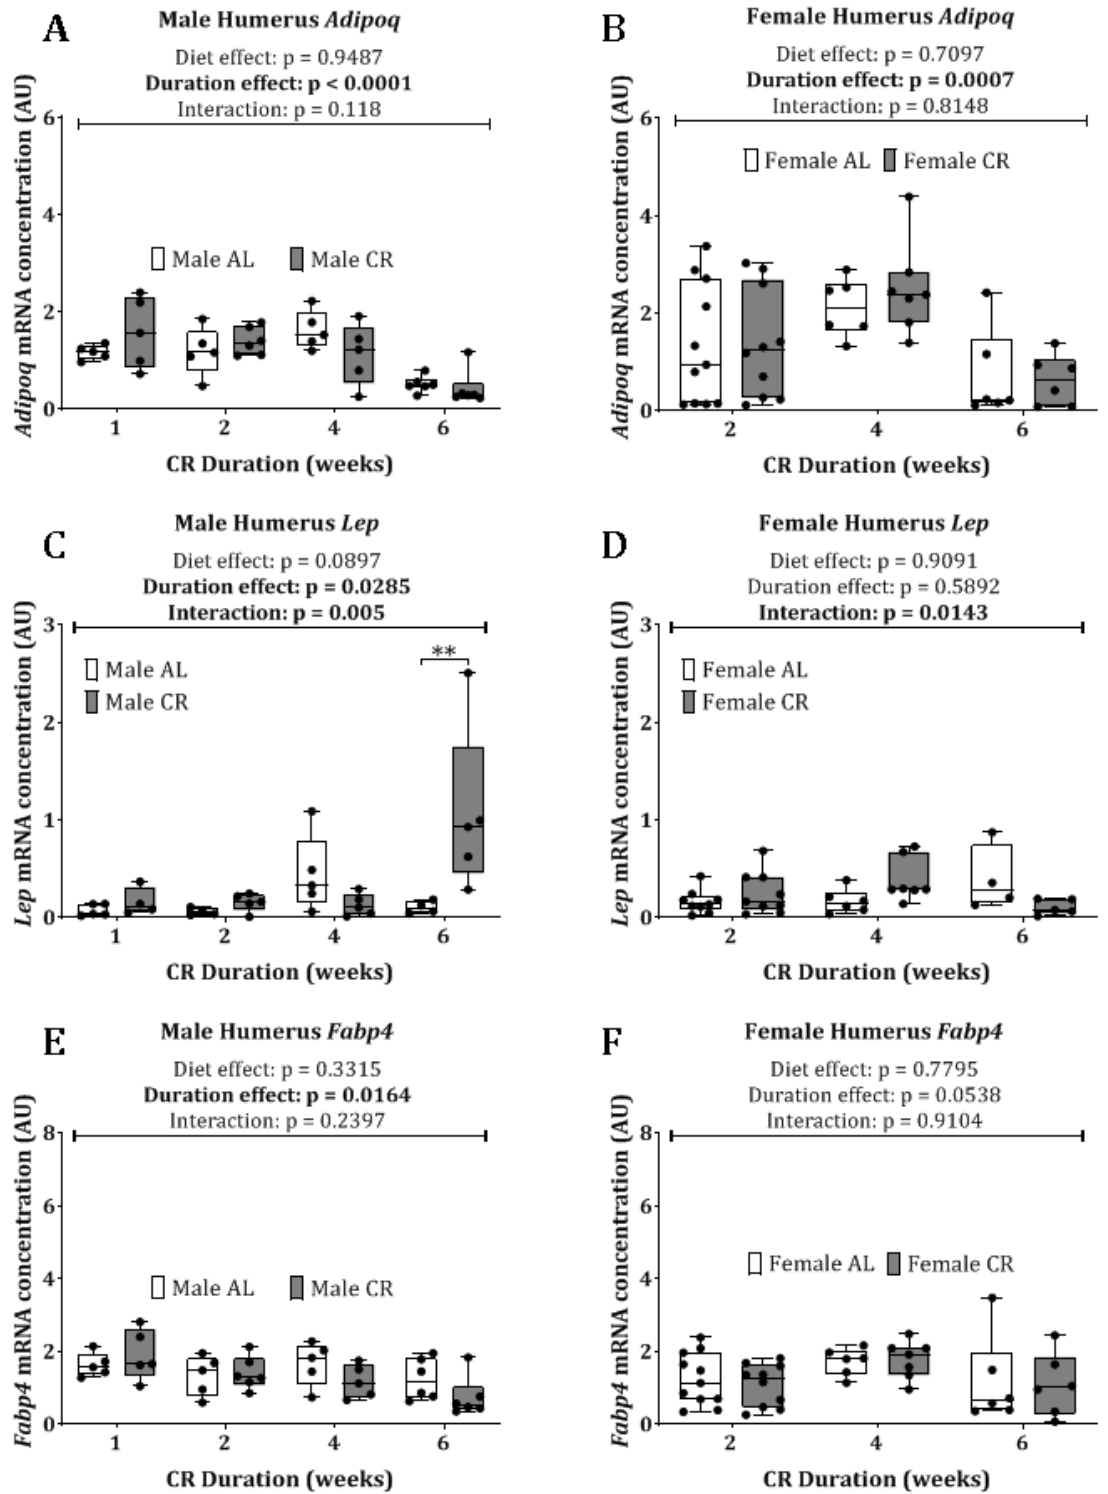 A
Male Humerus Adipoq
Diet effect: p = 0.9487
Duration effect: p < 0.0001
Interaction: p = 0.118
Adipoq mRNA concentration (AU)
6
4
2
0
Male AL
Male CR
1
2
4
6
CR Duration (weeks)
B
Female Humerus Adipoq
Diet effect: p = 0.7097
Duration effect: p = 0.0007
Interaction: p = 0.8148
Adipoq mRNA concentration (AU)
6
4
2
0
Female AL
Female CR
2
4
6
CR Duration (weeks)
C
Male Humerus Lep
Diet effect: p = 0.0897
Duration effect: p = 0.0285
Interaction: p = 0.005
Lep mRNA concentration (AU)
3
2
1
0
Male AL
Male CR
**
1
2
4
6
CR Duration (weeks)
D
Female Humerus Lep
Diet effect: p = 0.9091
Duration effect: p = 0.5892
Interaction: p = 0.0143
Lep mRNA concentration (AU)
3
2
1
0
Female AL
Female CR
2
4
6
CR Duration (weeks)
E
Male Humerus Fabp4
Diet effect: p = 0.3315
Duration effect: p = 0.0164
Interaction: p = 0.2397
Fabp4 mRNA concentration (AU)
8
6
4
2
0
Male AL
Male CR
1
2
4
6
CR Duration (weeks)
F
Female Humerus Fabp4
Diet effect: p = 0.7795
Duration effect: p = 0.0538
Interaction: p = 0.9104
Fabp4 mRNA concentration (AU)
8
6
4
2
0
Female AL
Female CR
2
4
6
CR Duration (weeks)